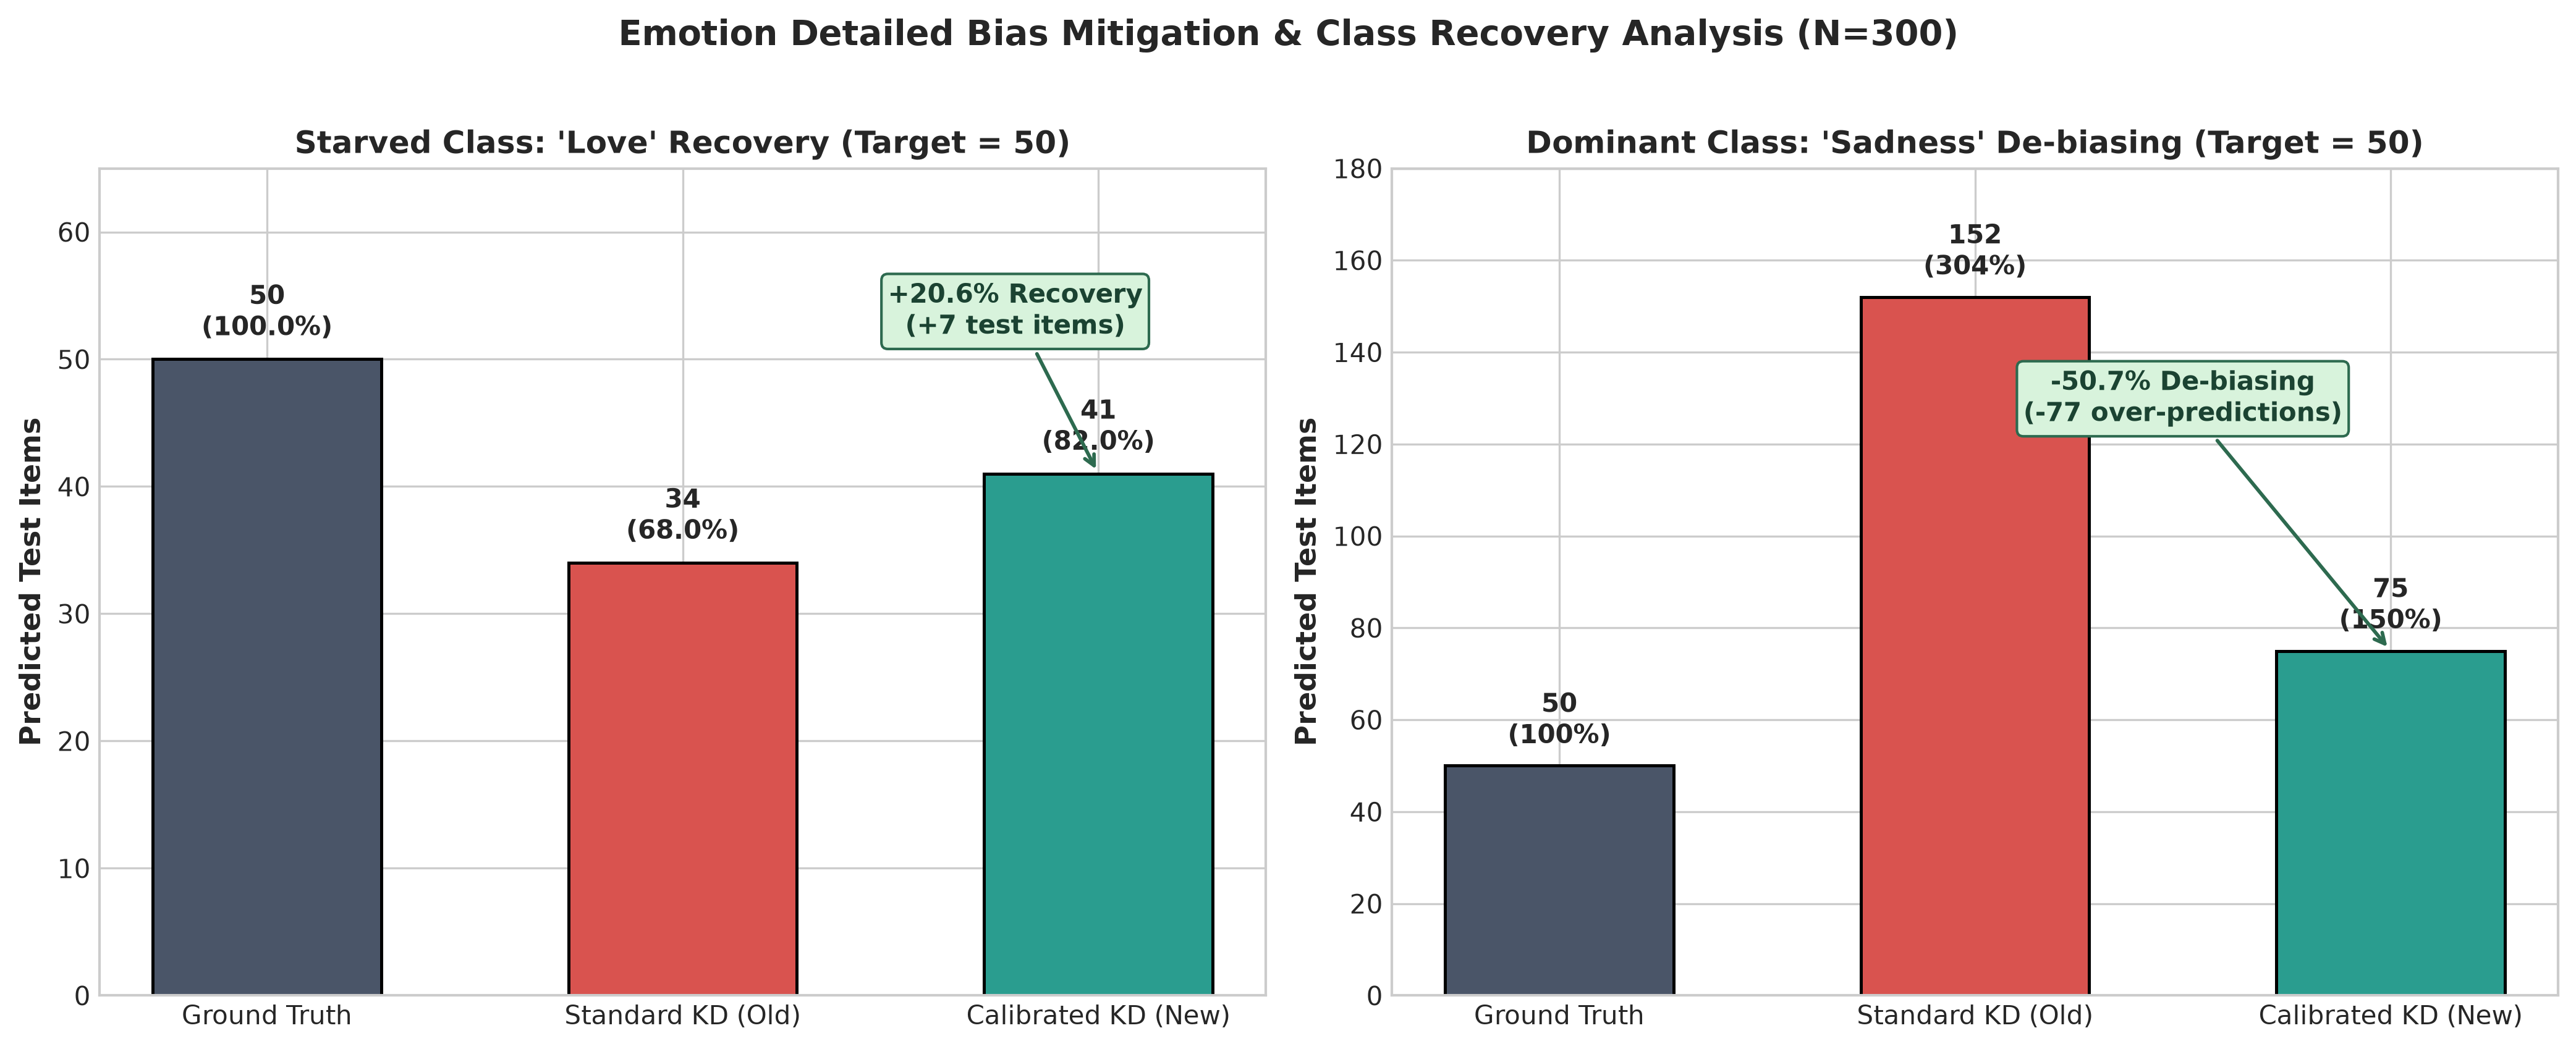 Emotion Detailed Bias Mitigation & Class Recovery Analysis (N=300)
Starved Class: 'Love' Recovery (Target = 50)
Predicted Test Items
60
50
40
30
20
10
0
50
(100.0%)
34
(68.0%)
+20.6% Recovery
(+7 test items)
41
(82.0%)
Ground Truth
Standard KD (Old)
Calibrated KD (New)
Dominant Class: 'Sadness' De-biasing (Target = 50)
Predicted Test Items
180
160
140
120
100
80
60
40
20
0
50
(100%)
152
(304%)
-50.7% De-biasing
(-77 over-predictions)
75
(150%)
Ground Truth
Standard KD (Old)
Calibrated KD (New)